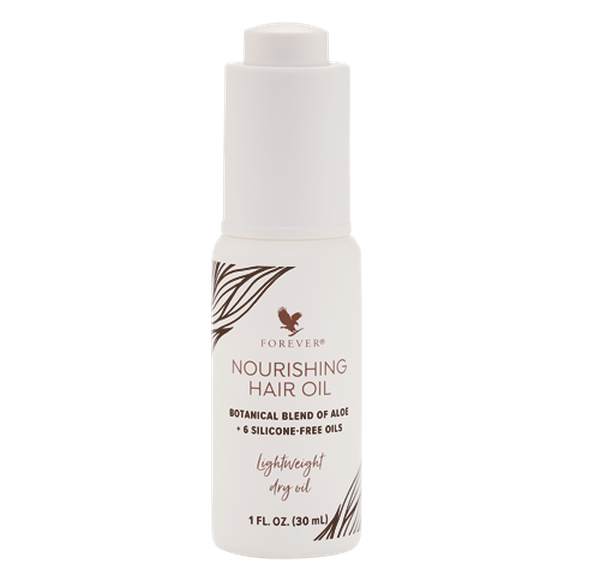 FOREVER®
NOURISHING
HAIR OIL
BOTANICAL BLEND OF ALOE
+ 6 SILICONE-FREE OILS
Lightweight
dry oil
1 FL. OZ. (30 mL)